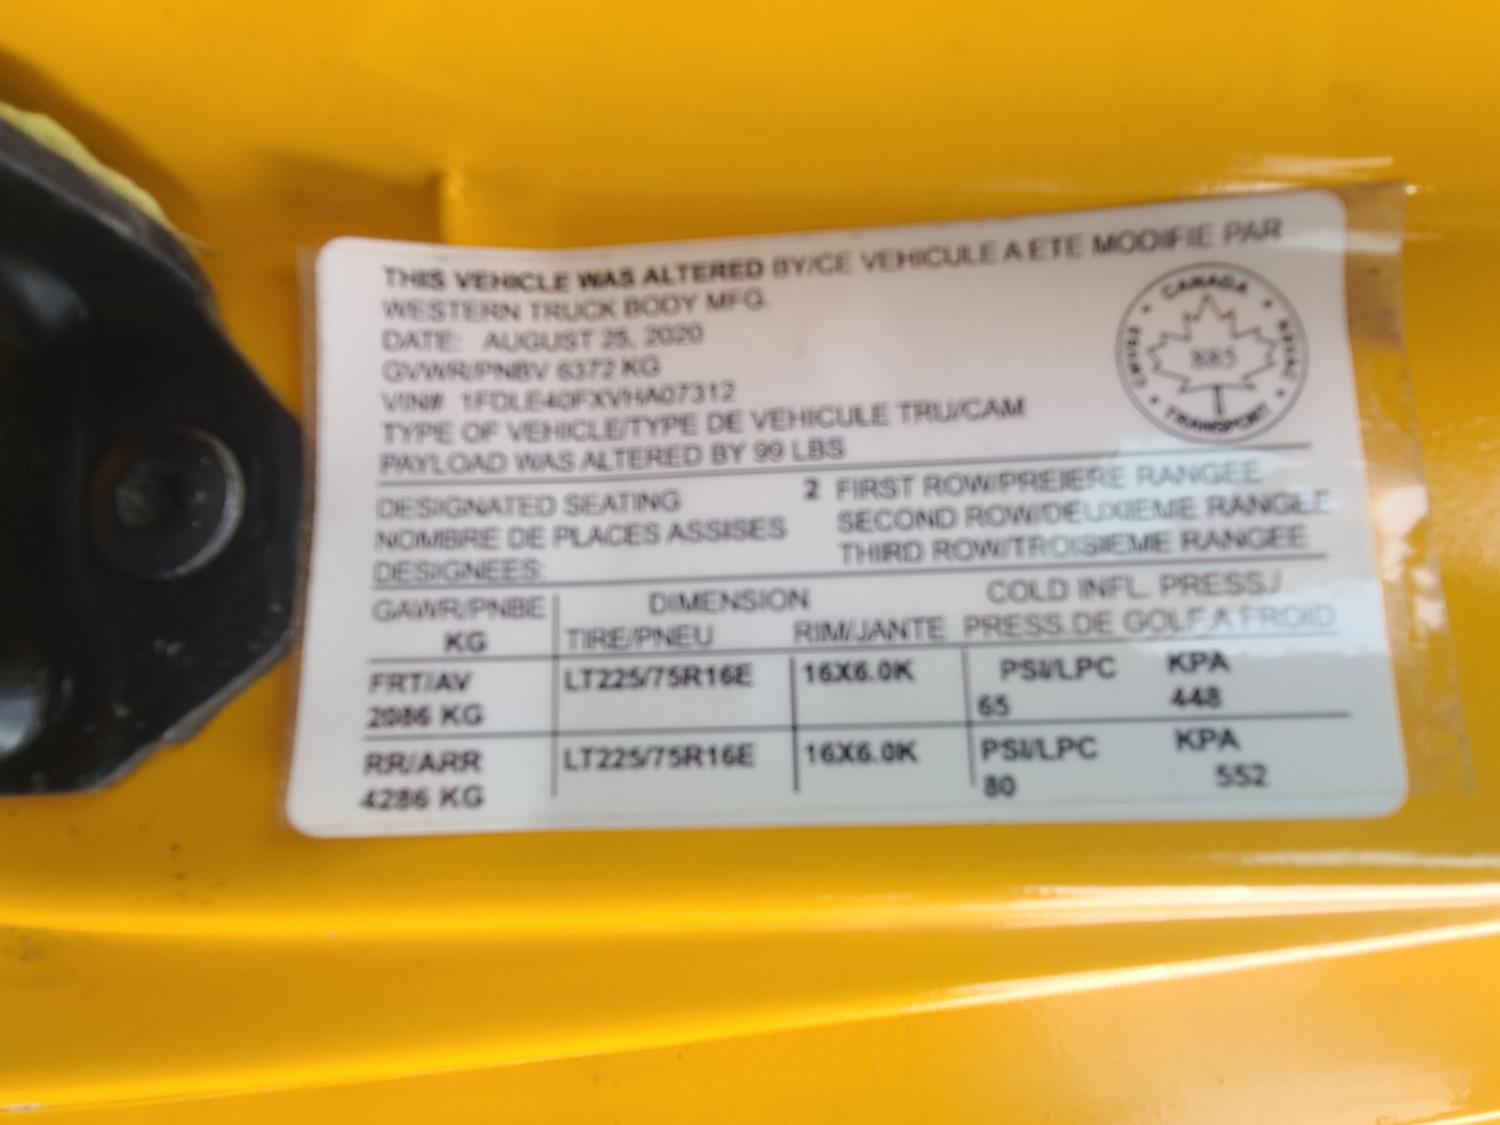 THIS VEHICLE WAS ALTERED BY/CE VEHICULE A ETE MODIFIE PAR
WESTERN TRUCK BODY MFG.
DATE: AUGUST 25, 2020
GVWR/PNBV 6372 KG
VIN# 1FDLE40FXVHA07312
TYPE OF VEHICLE/TYPE DE VEHICULE TRU/CAM
PAYLOAD WAS ALTERED BY 99 LBS
CANADA
885
TRANSPORT
DESIGNATED SEATING
NOMBRE DE PLACES ASSISES
DESIGNEES:
2 FIRST ROW/PREIERE RANGEE
SECOND ROW/DEUXIEME RANGEE
THIRD ROW/TROISIEME RANGEE
GAWR/PNBE DIMENSION COLD INFL. PRESS./
KG TIRE/PNEU RIM/JANTE PRESS. DE GOLF.A FROID
FRT/AV LT225/75R16E 16X6.0K PSI/LPC KPA
2086 KG 65 448
RR/ARR LT225/75R16E 16X6.0K PSI/LPC KPA
4286 KG 80 552